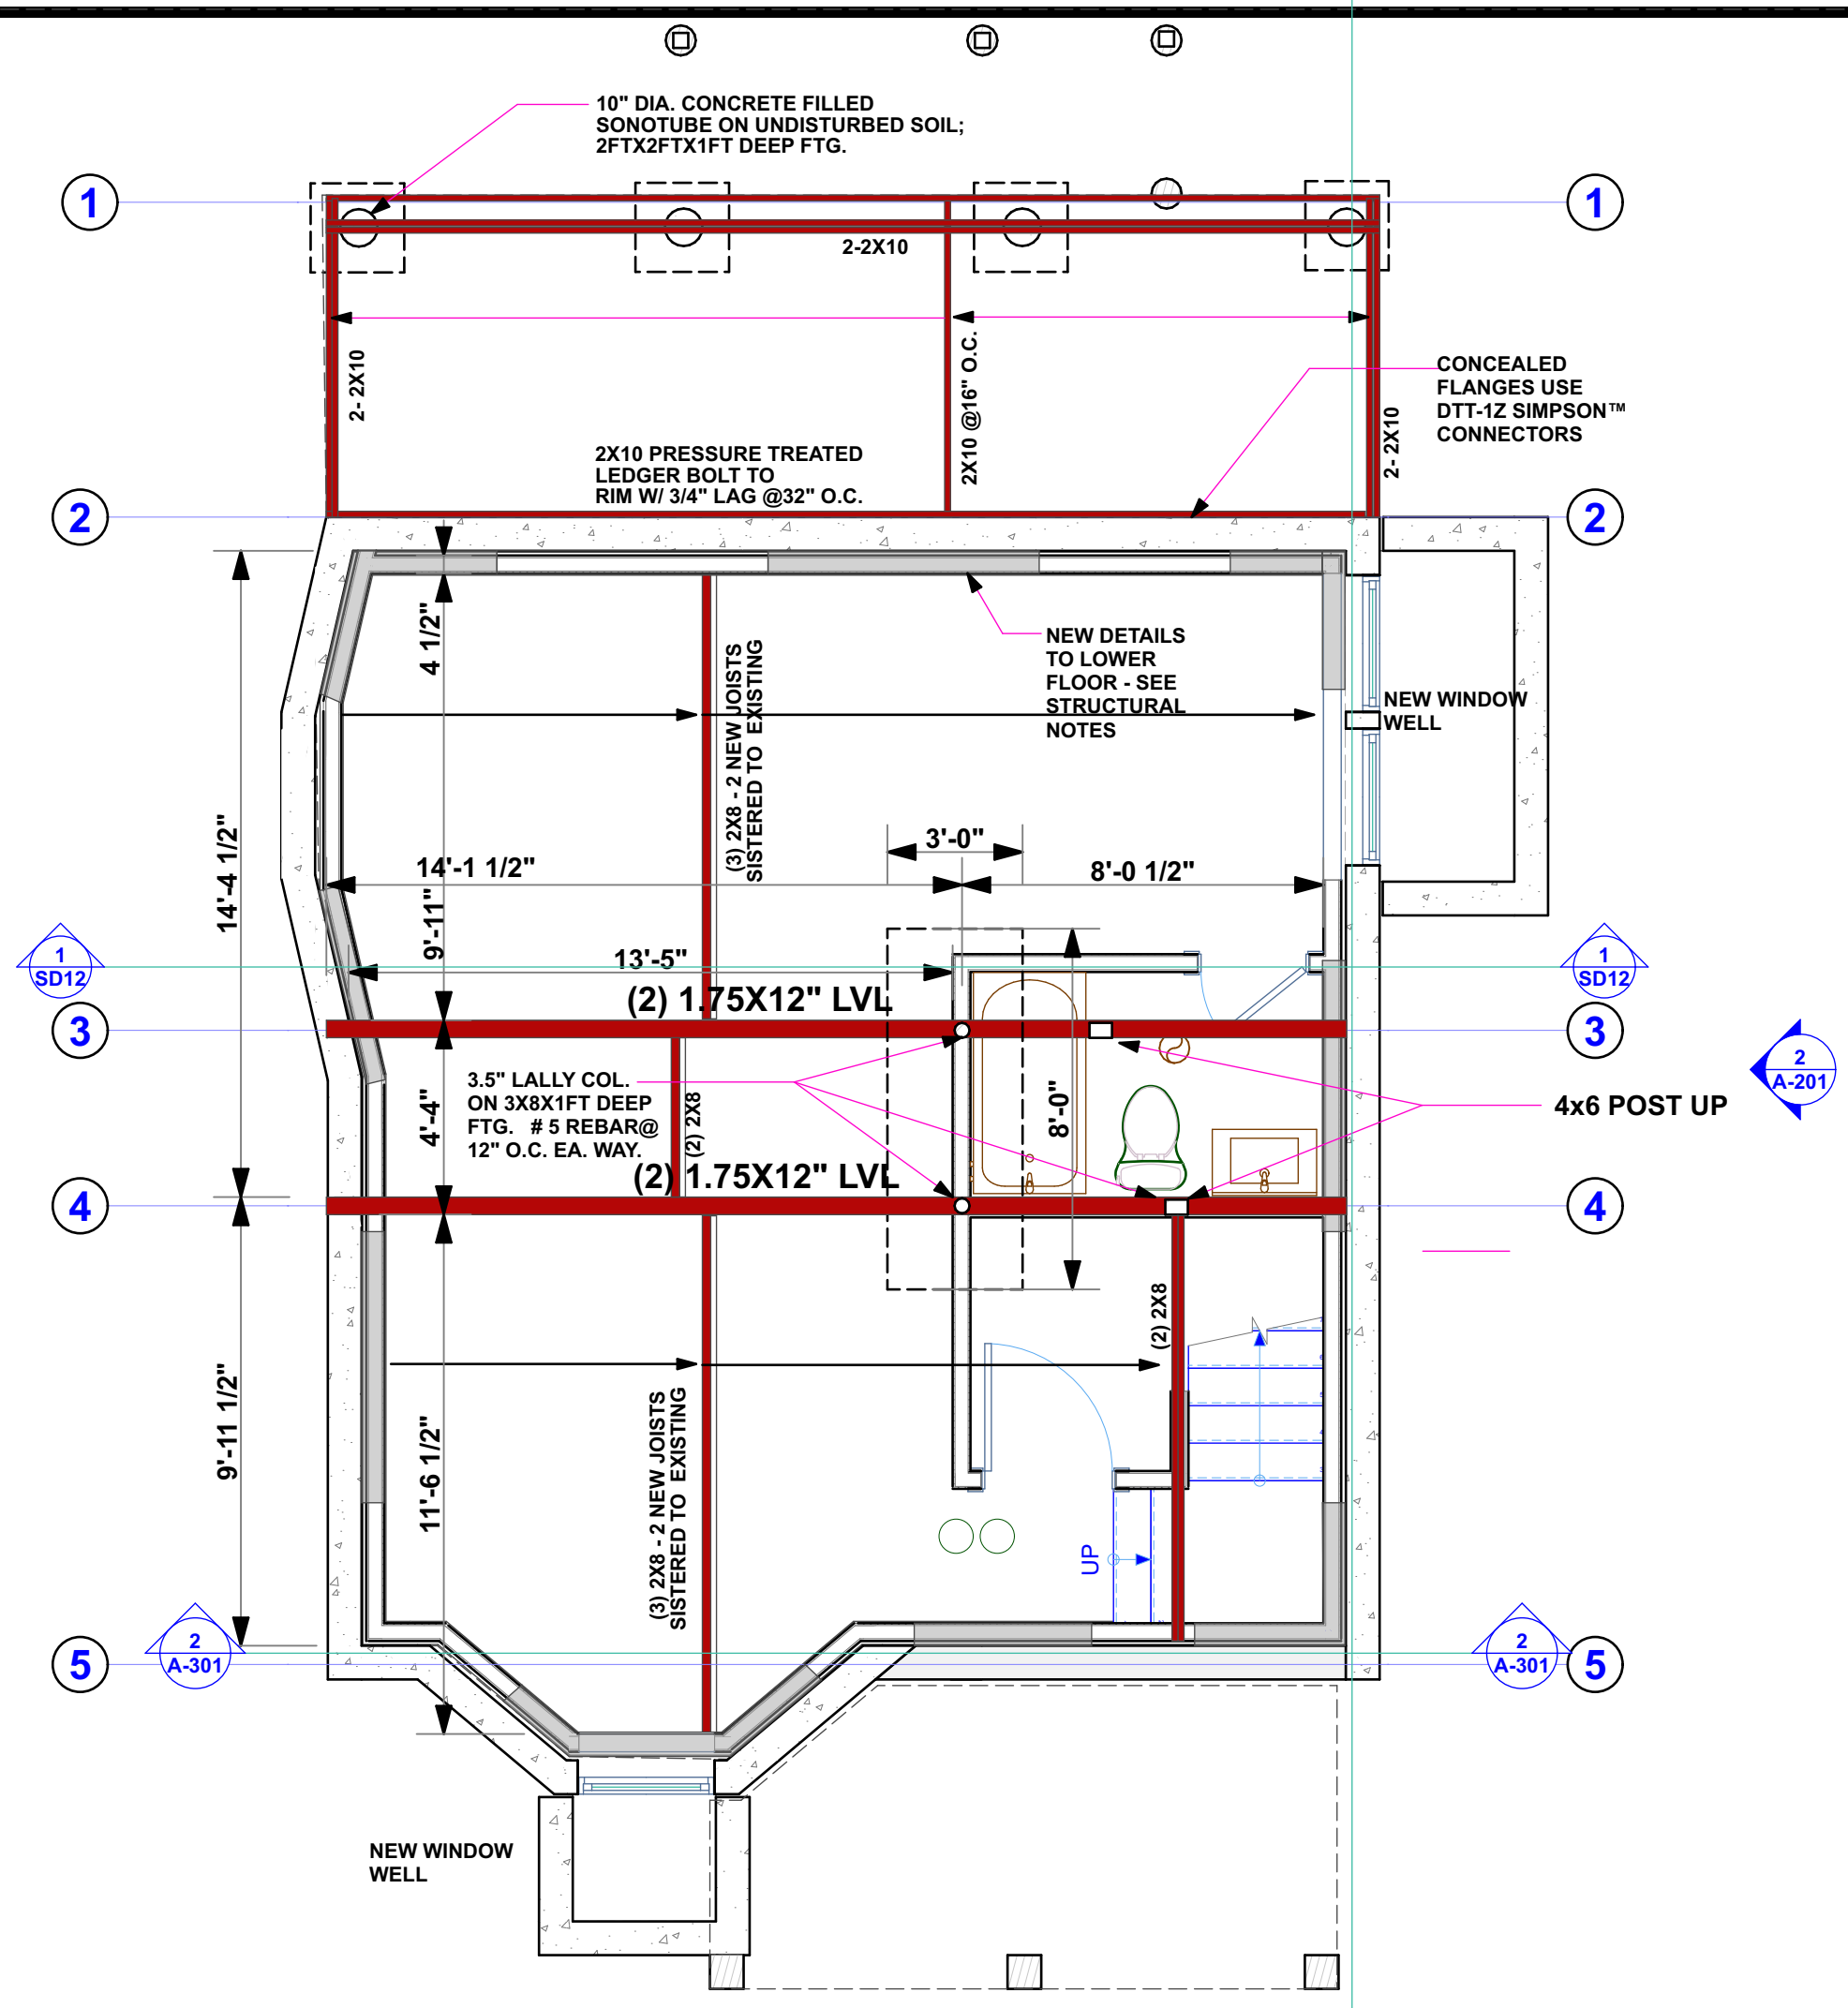 10" DIA. CONCRETE FILLED
SONOTUBE ON UNDISTURBED SOIL;
2FTX2FTX1FT DEEP FTG.
1
1
2-2X10
2- 2X10
2X10 @16" O.C.
CONCEALED
FLANGES USE
DTT-1Z SIMPSON™
CONNECTORS
2- 2X10
2X10 PRESSURE TREATED
LEDGER BOLT TO
RIM W/ 3/4" LAG @32" O.C.
2
2
4 1/2"
NEW DETAILS
TO LOWER
FLOOR - SEE
STRUCTURAL
NOTES
NEW WINDOW
WELL
(3) 2X8 - 2 NEW JOISTS
SISTERED TO EXISTING
14'-4 1/2"
3'-0"
14'-1 1/2"
8'-0 1/2"
9'-11"
13'-5"
1
SD12
1
SD12
(2) 1.75X12" LVL
3
3
2
A-201
3.5" LALLY COL.
ON 3X8X1FT DEEP
FTG. # 5 REBAR@
12" O.C. EA. WAY.
4'-4"
(2) 2X8
8'-0"
4x6 POST UP
(2) 1.75X12" LVL
4
4
(2) 2X8
9'-11 1/2"
11'-6 1/2"
(3) 2X8 - 2 NEW JOISTS
SISTERED TO EXISTING
UP
2
A-301
2
A-301
5
5
NEW WINDOW
WELL